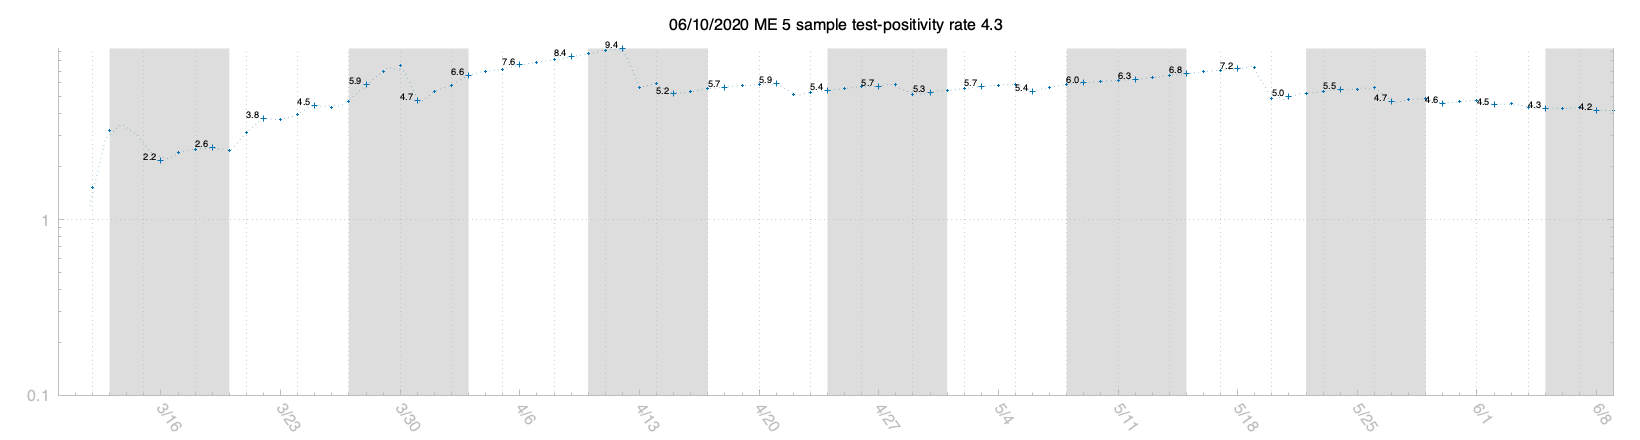 06/10/2020 ME 5 sample test-positivity rate 4.3
2.2 2.6 3.8 4.5 5.9 4.7 6.6 7.6 8.4 9.4 5.2 5.7 5.9 5.4 5.7 5.3 5.7 5.4 6.0 6.3 6.8 7.2 5.0 5.5 4.7 4.6 4.5 4.3 4.2
1
0.1
3/16 3/23 3/30 4/6 4/13 4/20 4/27 5/4 5/11 5/18 5/25 6/1 6/8